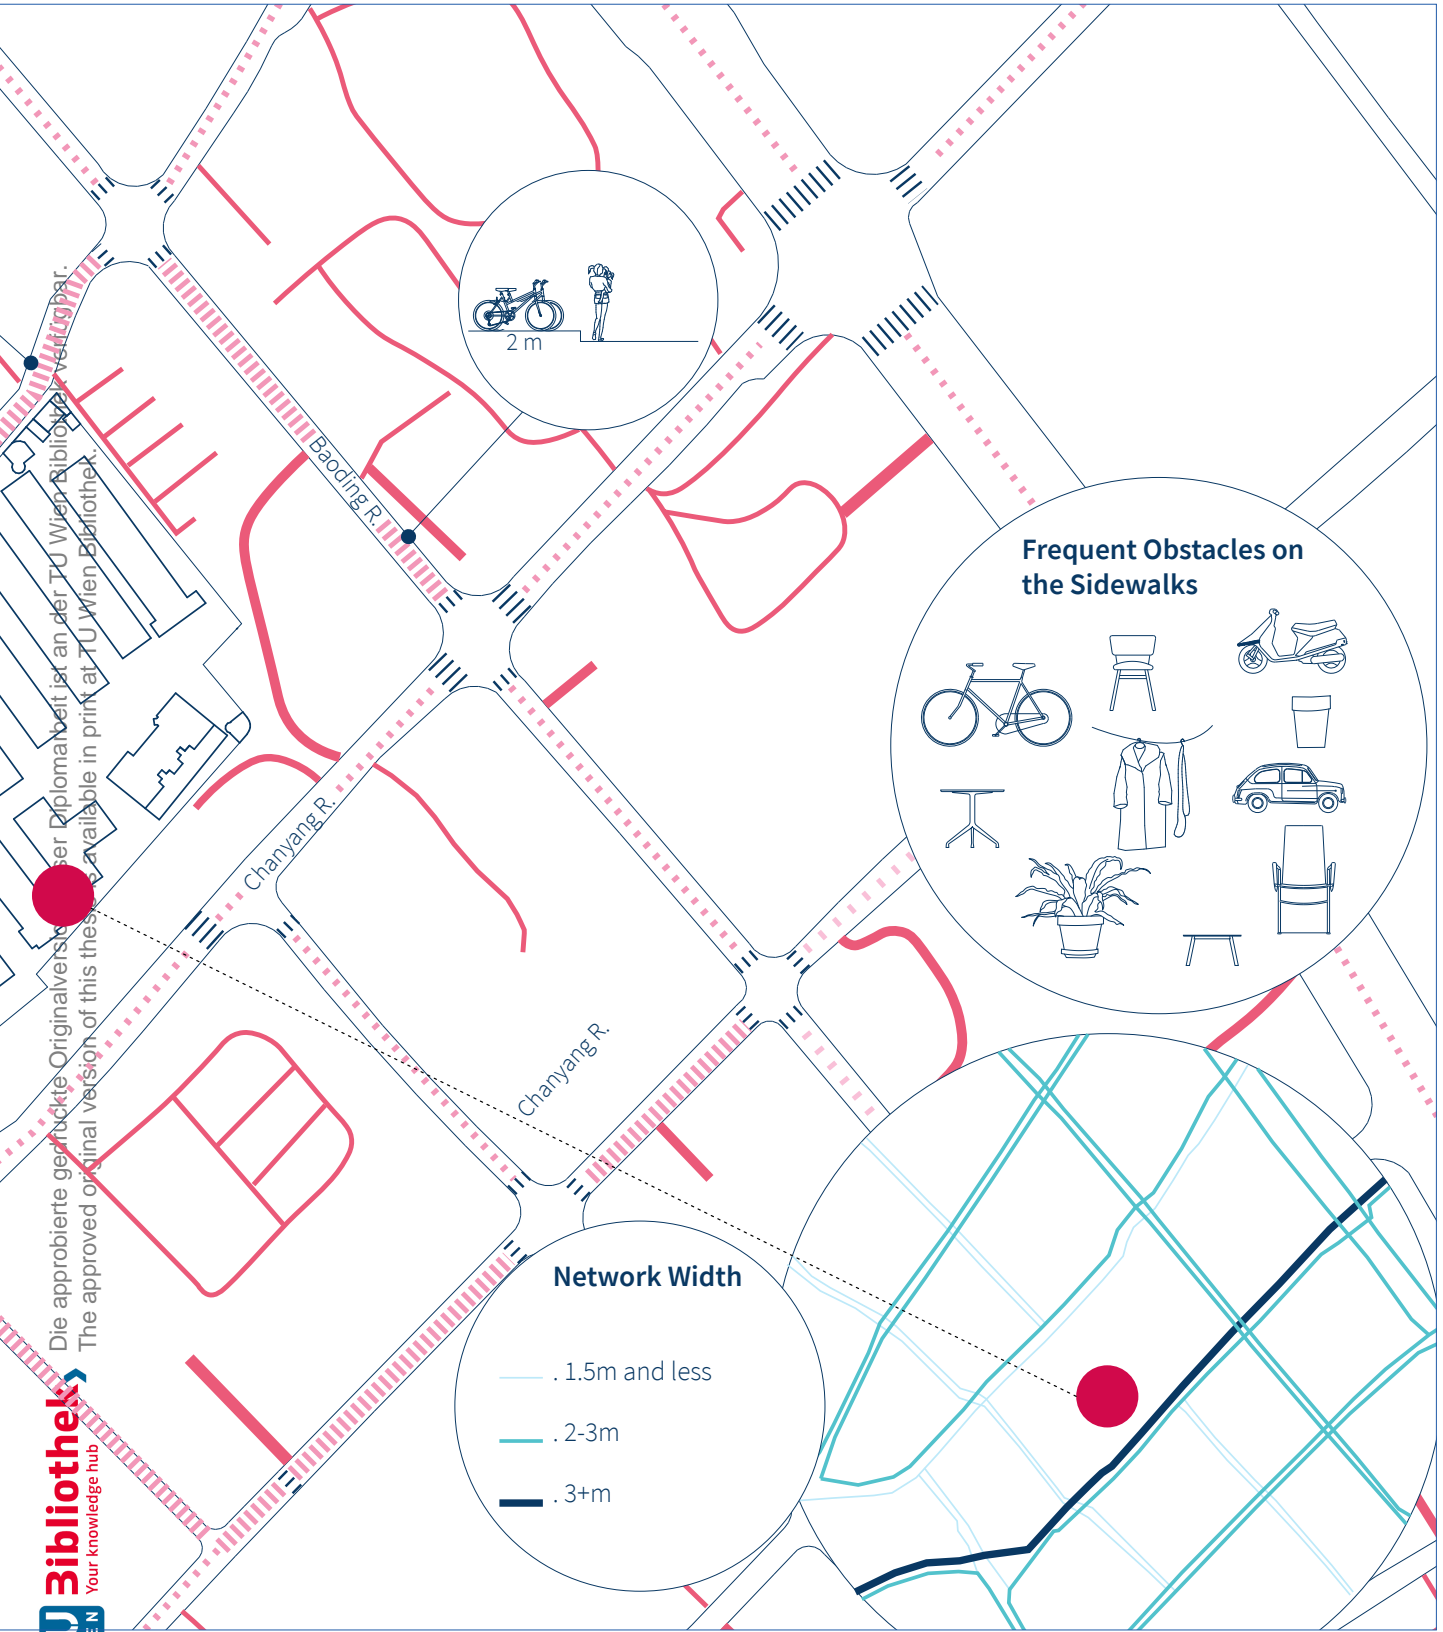 2 m
Baoding R.
Frequent Obstacles on
the Sidewalks
Chanyang R.
Chanyang R.
Network Width
. 1.5m and less
. 2-3m
. 3+m
Die approbierte gedruckte Originalversion dieser Diplomarbeit ist an der TU Wien Bibliothek verfügbar.
The approved original version of this thesis is available in print at TU Wien Bibliothek.
Bibliothek
Your knowledge hub